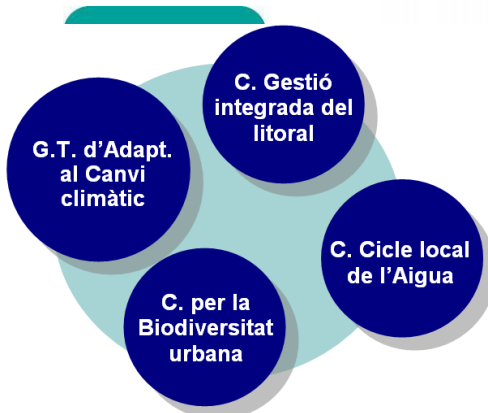 C. Gestió
integrada del
litoral
G.T. d'Adapt.
al Canvi
climàtic
C. Cicle local
de l'Aigua
C. per la
Biodiversitat
urbana